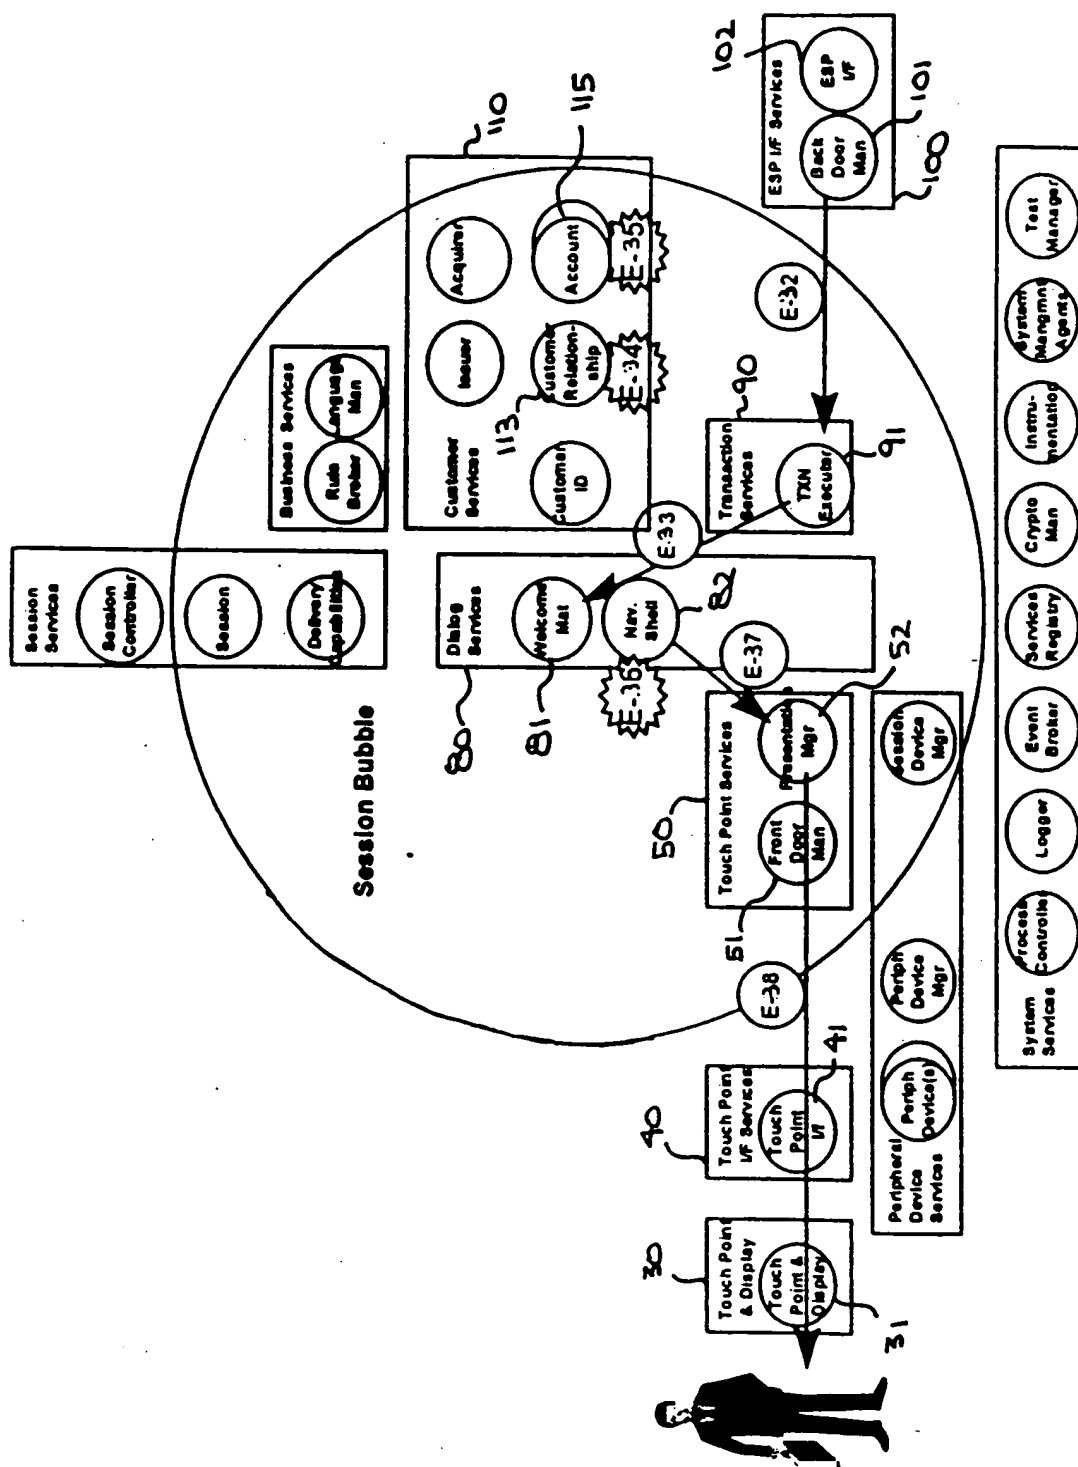 Session
Services
Session
Controller
Session
Delivery
Capabilities
Business Services
Rule
Broker
Language
Man
Session Bubble
Customer
Services
Customer
ID
Issuer
Customer
Relation-
ship
Acquirer
Account
110
115
113
E-34
E-35
Dialog
Services
Welcome
Mat
Nav.
Shell
80
81
82
E-33
E-36
E-37
Transaction
Services
TXN
Executer
90
91
E-32
ESP I/F Services
Back
Door
Man
ESP
I/F
102
101
100
Touch Point
& Display
Touch
Point &
Display
30
31
Touch Point
I/F Services
Touch
Point
I/f
40
41
E-38
Touch Point Services
Front
Door
Man
Presentation
Mgr
50
51
52
Peripheral
Device
Services
Periph
Device(s)
Periph
Device
Mgr
Session
Device
Mgr
System
Services
Process
Controller
Logger
Event
Broker
Services
Registry
Crypto
Man
Instru-
mentation
System
Mangmnt
Agents
Test
Manager